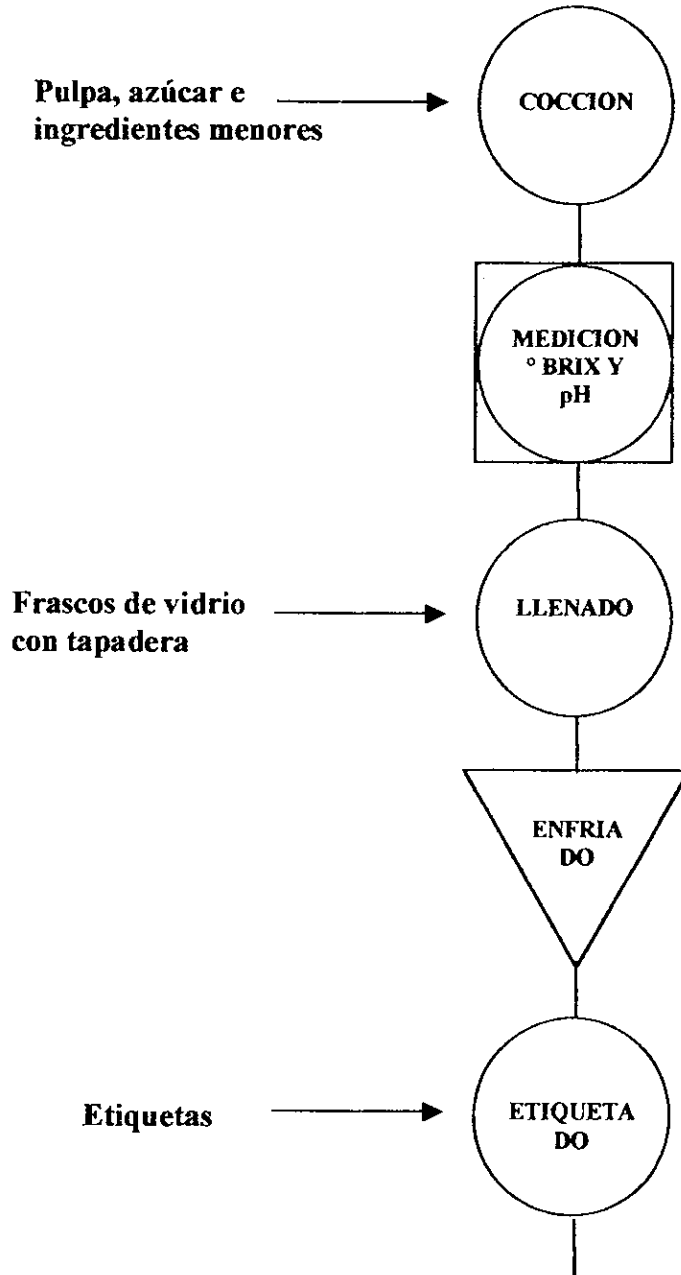 Pulpa, azúcar e
ingredientes menores
COCCION
MEDICION
° BRIX Y
pH
Frascos de vidrio
con tapadera
LLENADO
ENFRIA
DO
Etiquetas
ETIQUETA
DO